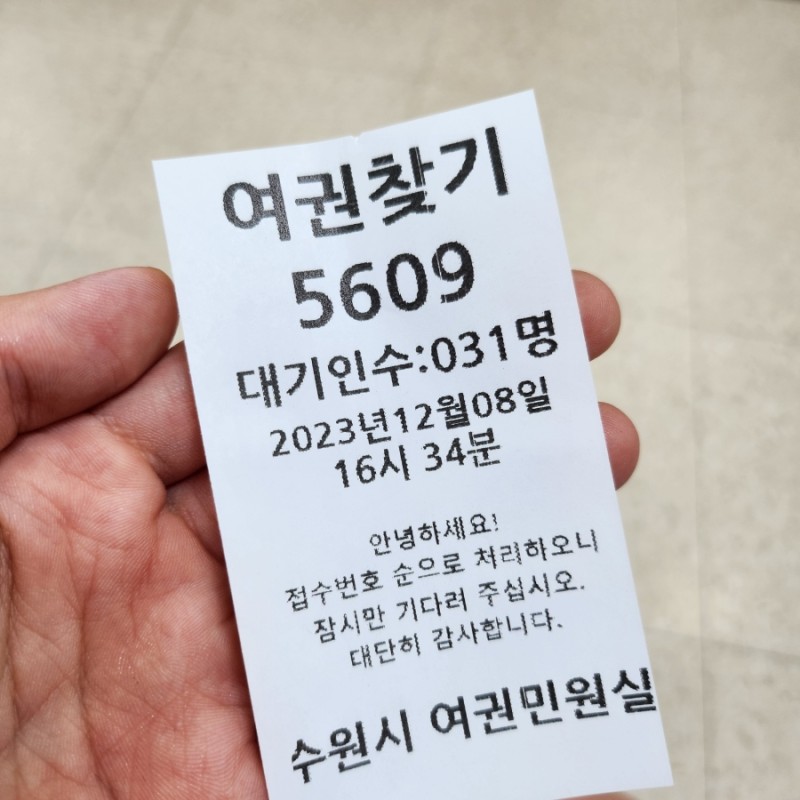 여권찾기
5609
대기인수:031명
2023년12월08일
16시 34분
안녕하세요!
접수번호 순으로 처리하오니
잠시만 기다려 주십시오.
대단히 감사합니다.
수원시 여권민원실